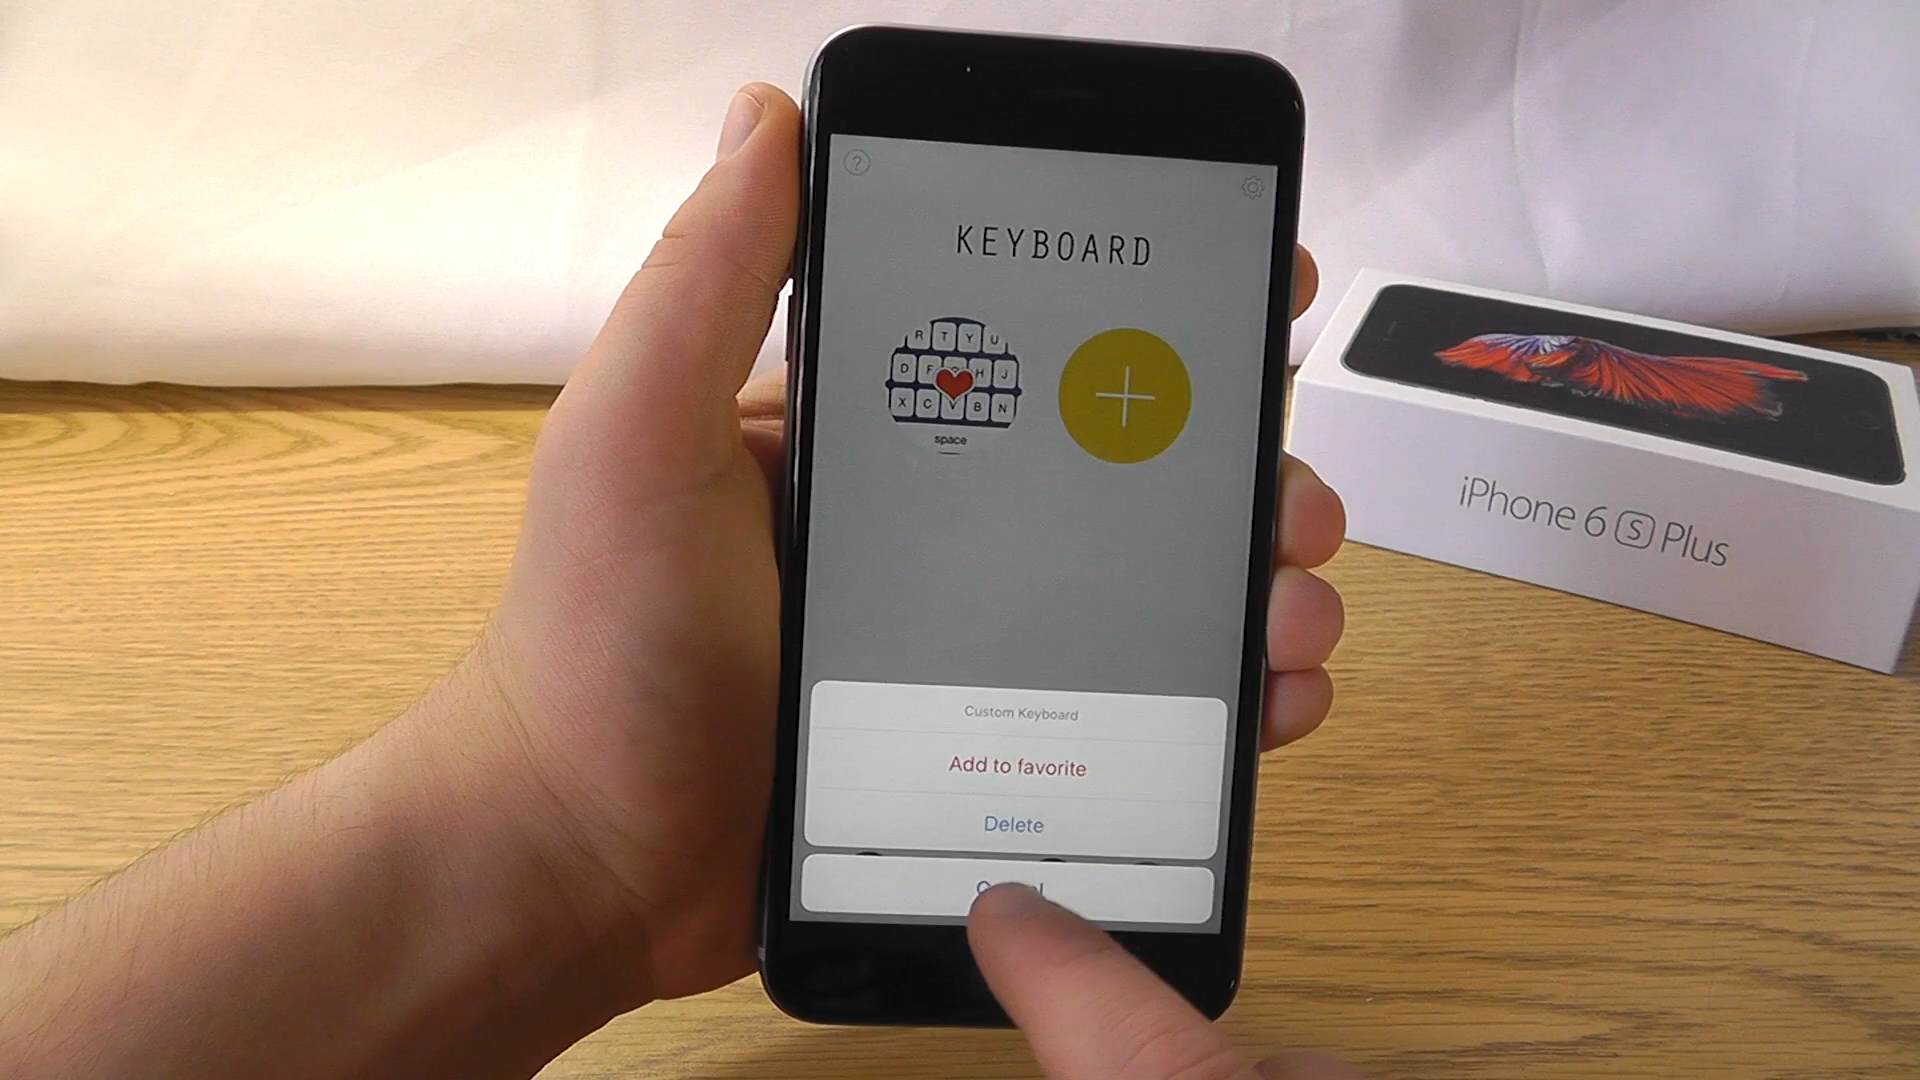 ?
KEYBOARD
R T Y U
D F H J
X C V B N
space
Custom Keyboard
Add to favorite
Delete
iPhone 6 S Plus